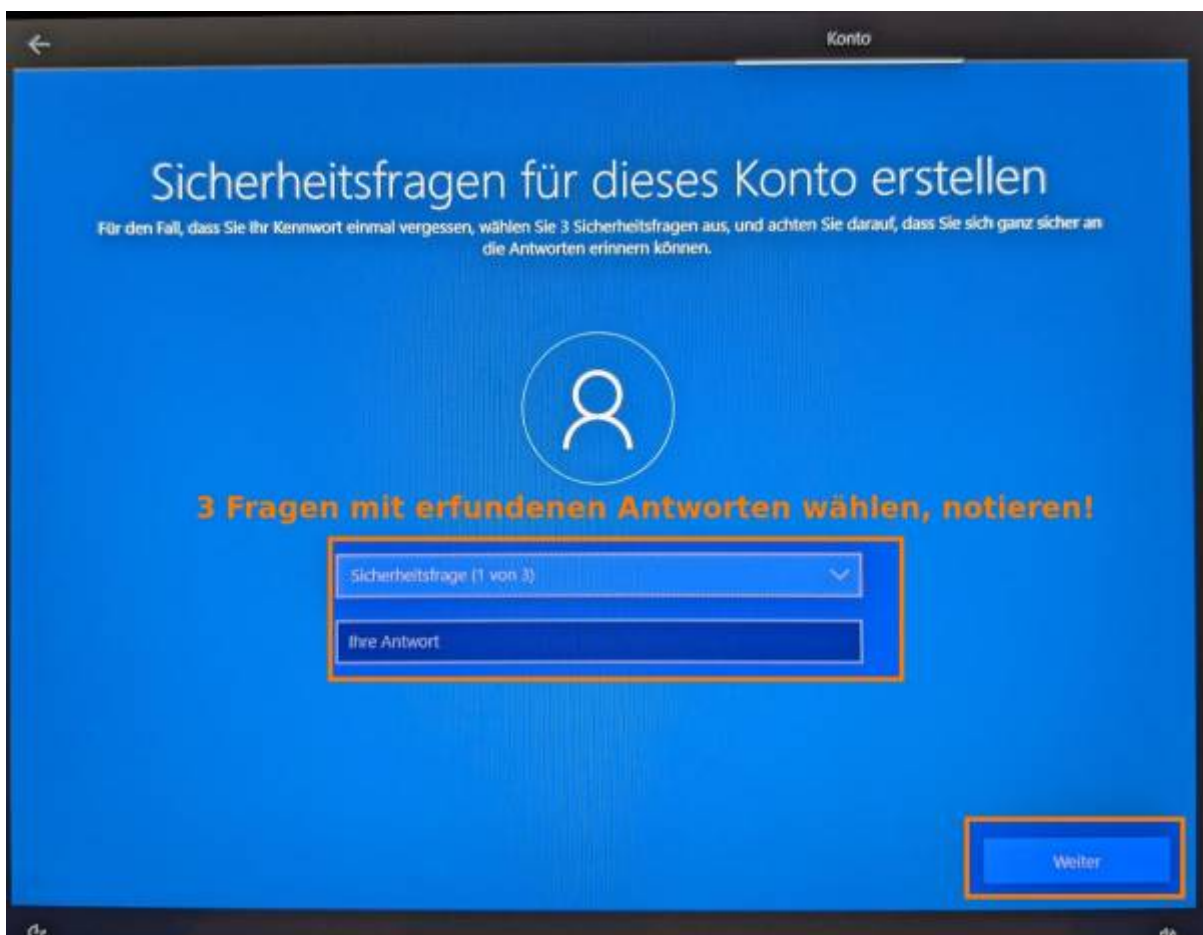 Konto
Sicherheitsfragen für dieses Konto erstellen
Für den Fall, dass Sie Ihr Kennwort einmal vergessen, wählen Sie 3 Sicherheitsfragen aus, und achten Sie darauf, dass Sie sich ganz sicher an
die Antworten erinnern können.
3 Fragen mit erfundenen Antworten wählen, notieren!
Sicherheitsfrage (1 von 3)
Ihre Antwort
Weiter